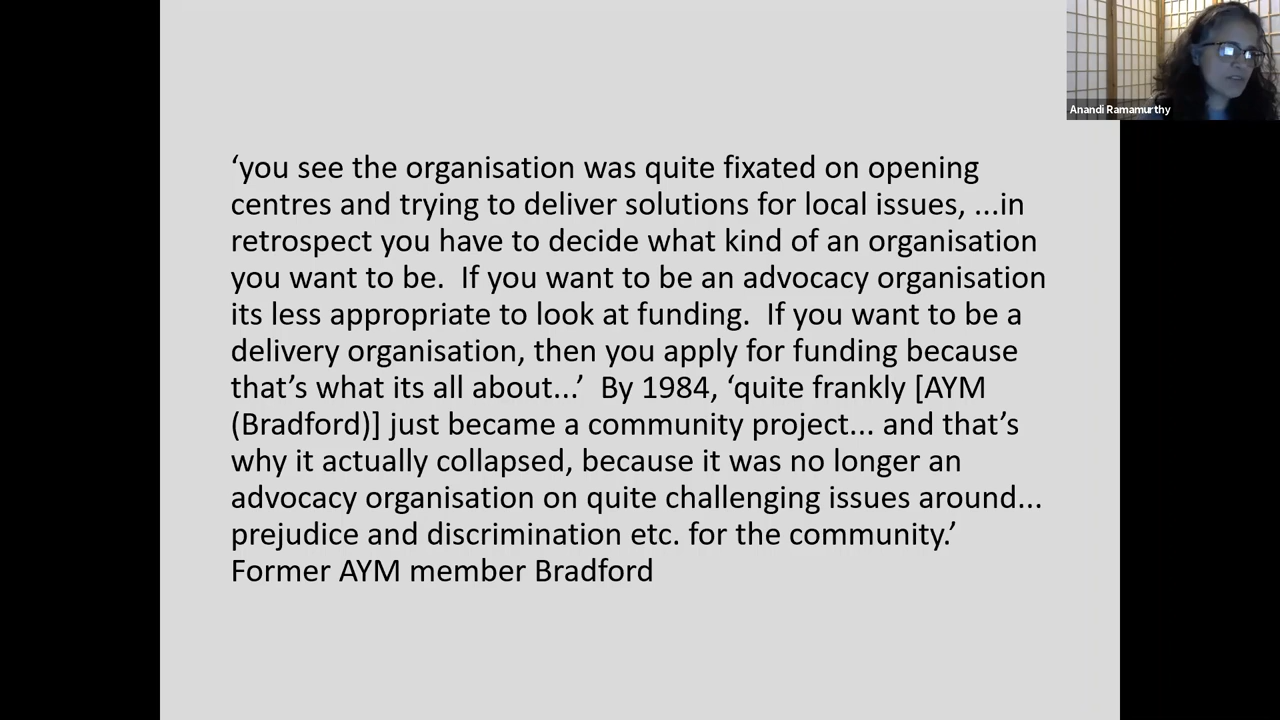 Anandi Ramamurthy
‘you see the organisation was quite fixated on opening
centres and trying to deliver solutions for local issues, ...in
retrospect you have to decide what kind of an organisation
you want to be.  If you want to be an advocacy organisation
its less appropriate to look at funding.  If you want to be a
delivery organisation, then you apply for funding because
that’s what its all about...’  By 1984, ‘quite frankly [AYM
(Bradford)] just became a community project... and that’s
why it actually collapsed, because it was no longer an
advocacy organisation on quite challenging issues around...
prejudice and discrimination etc. for the community.’
Former AYM member Bradford